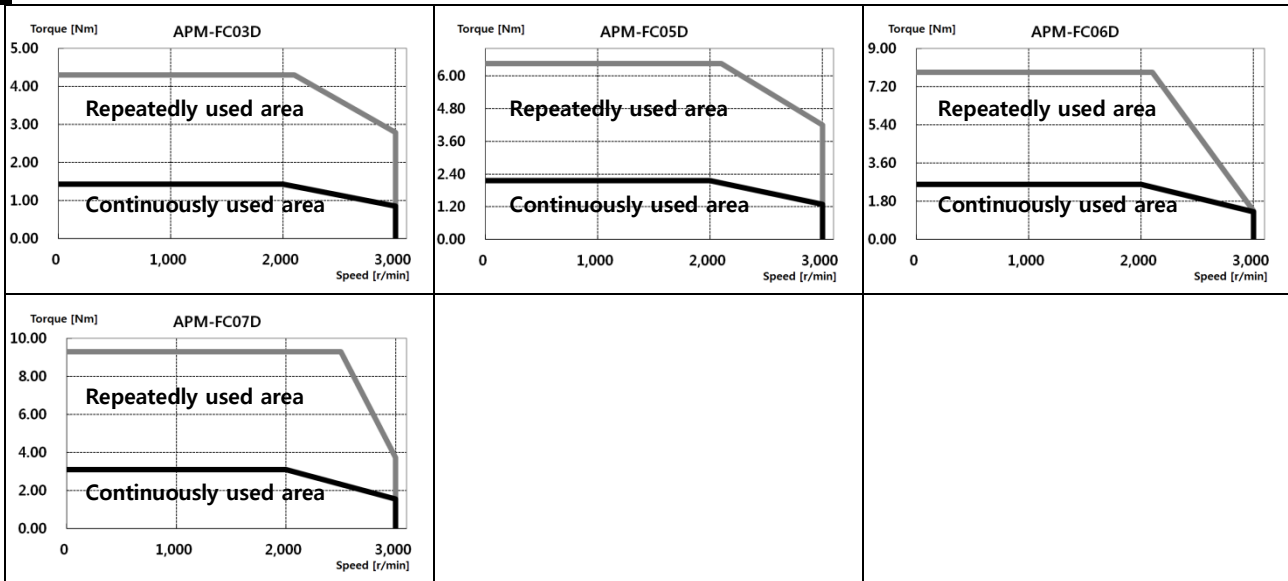 Torque [Nm] APM-FC03D
5.00
4.00
Repeatedly used area
3.00
2.00
1.00
Continuously used area
0.00
0 1,000 2,000 3,000
Speed [r/min]
Torque [Nm] APM-FC05D
6.00
4.80
Repeatedly used area
3.60
2.40
1.20
Continuously used area
0.00
0 1,000 2,000 3,000
Speed [r/min]
Torque [Nm] APM-FC06D
9.00
7.20
Repeatedly used area
5.40
3.60
1.80
Continuously used area
0.00
0 1,000 2,000 3,000
Speed [r/min]
Torque [Nm] APM-FC07D
10.00
8.00
Repeatedly used area
6.00
4.00
2.00
Continuously used area
0.00
0 1,000 2,000 3,000
Speed [r/min]